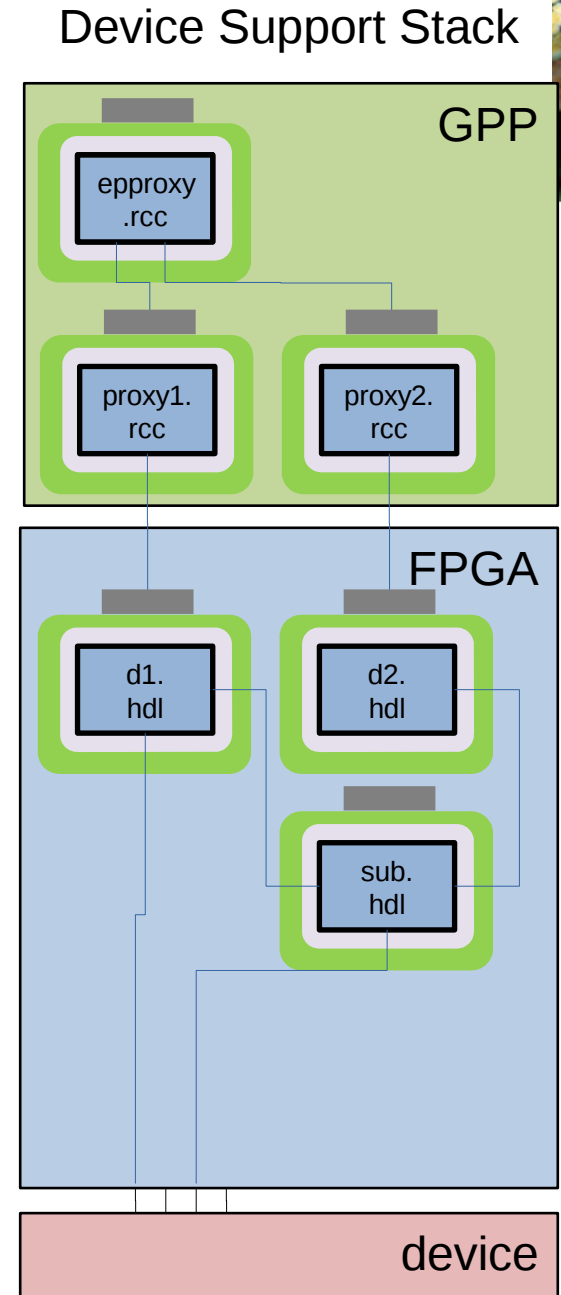 Device Support Stack
GPP
epproxy
.rcc
proxy1.
rcc
proxy2.
rcc
FPGA
d1.
hdl
d2.
hdl
sub.
hdl
device